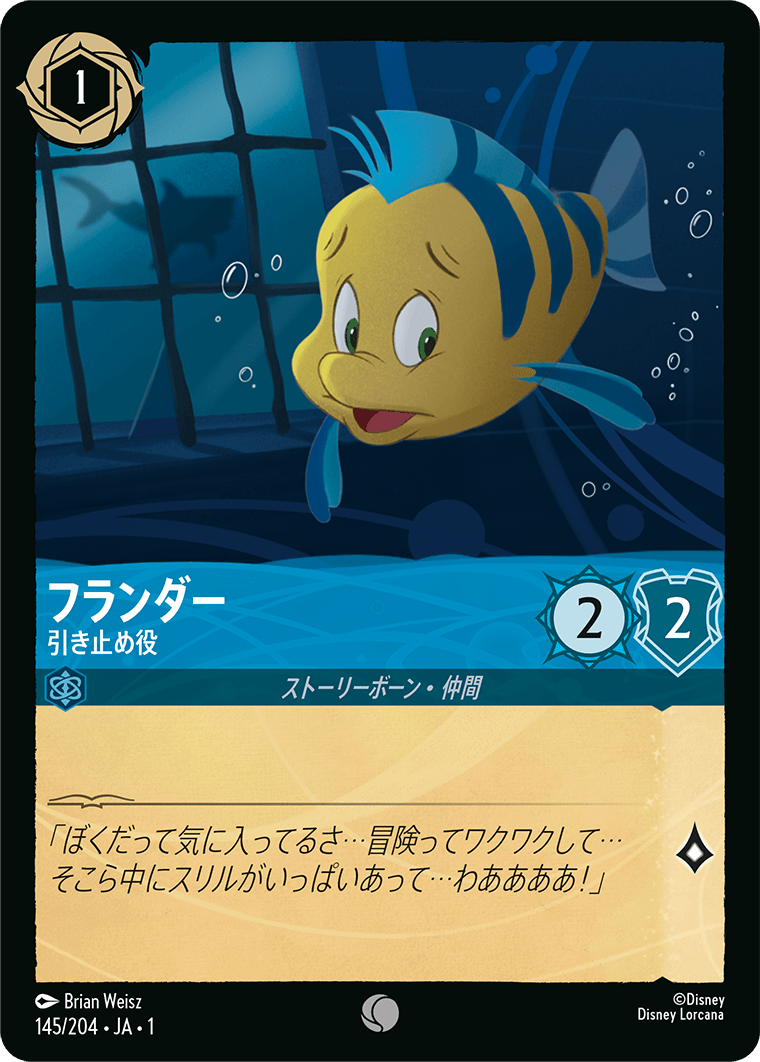 1
フランダー
引き止め役
2
2
ストーリーボーン・仲間
「ぼくだって気に入ってるさ…冒険ってワクワクして…
そこら中にスリルがいっぱいあって…わああああ！」
Brian Weisz
145/204 • JA • 1
©Disney
Disney Lorcana